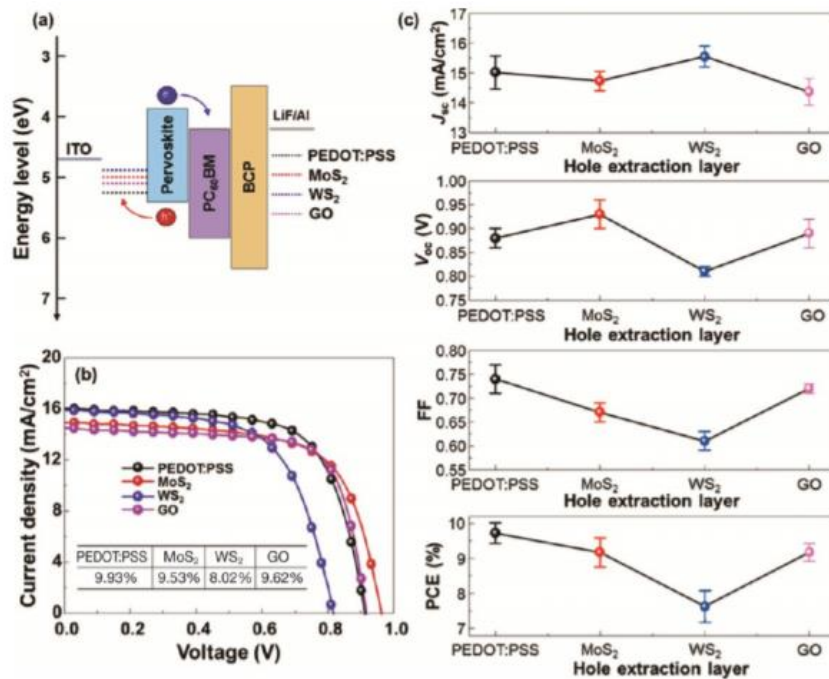 (a)
3
4
5
6
7
Energy level (eV)
ITO
Pervoskite
PC60BM
BCP
LiF/Al
PEDOT:PSS
MoS2
WS2
GO
h+
(b)
20
16
12
8
4
0
Current density (mA/cm²)
PEDOT:PSS
MoS2
WS2
GO
PEDOT:PSS MoS2 WS2 GO
9.93% 9.53% 8.02% 9.62%
0.0 0.2 0.4 0.6 0.8 1.0
Voltage (V)
(c)
17
16
15
14
13
Jsc (mA/cm²)
PEDOT:PSS MoS2 WS2 GO
Hole extraction layer
1.00
0.95
0.90
0.85
0.80
0.75
Voc (V)
PEDOT:PSS MoS2 WS2 GO
Hole extraction layer
0.80
0.75
0.70
0.65
0.60
0.55
FF
PEDOT:PSS MoS2 WS2 GO
Hole extraction layer
10
9
8
7
PCE (%)
PEDOT:PSS MoS2 WS2 GO
Hole extraction layer